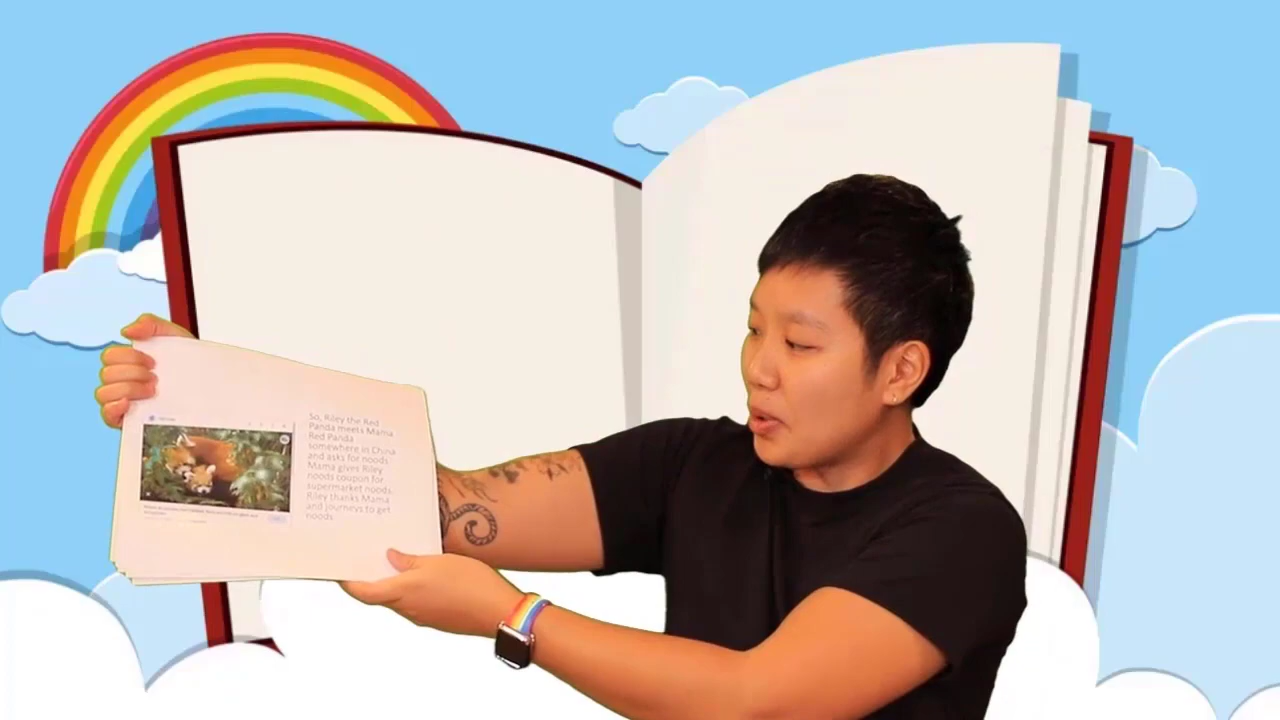 So, Riley the Red
Panda meets Mama
Red Panda
somewhere in China
and asks for noods.
Mama gives Riley
noods coupon for
supermarket noods.
Riley thanks Mama
and journeys to get
noods.